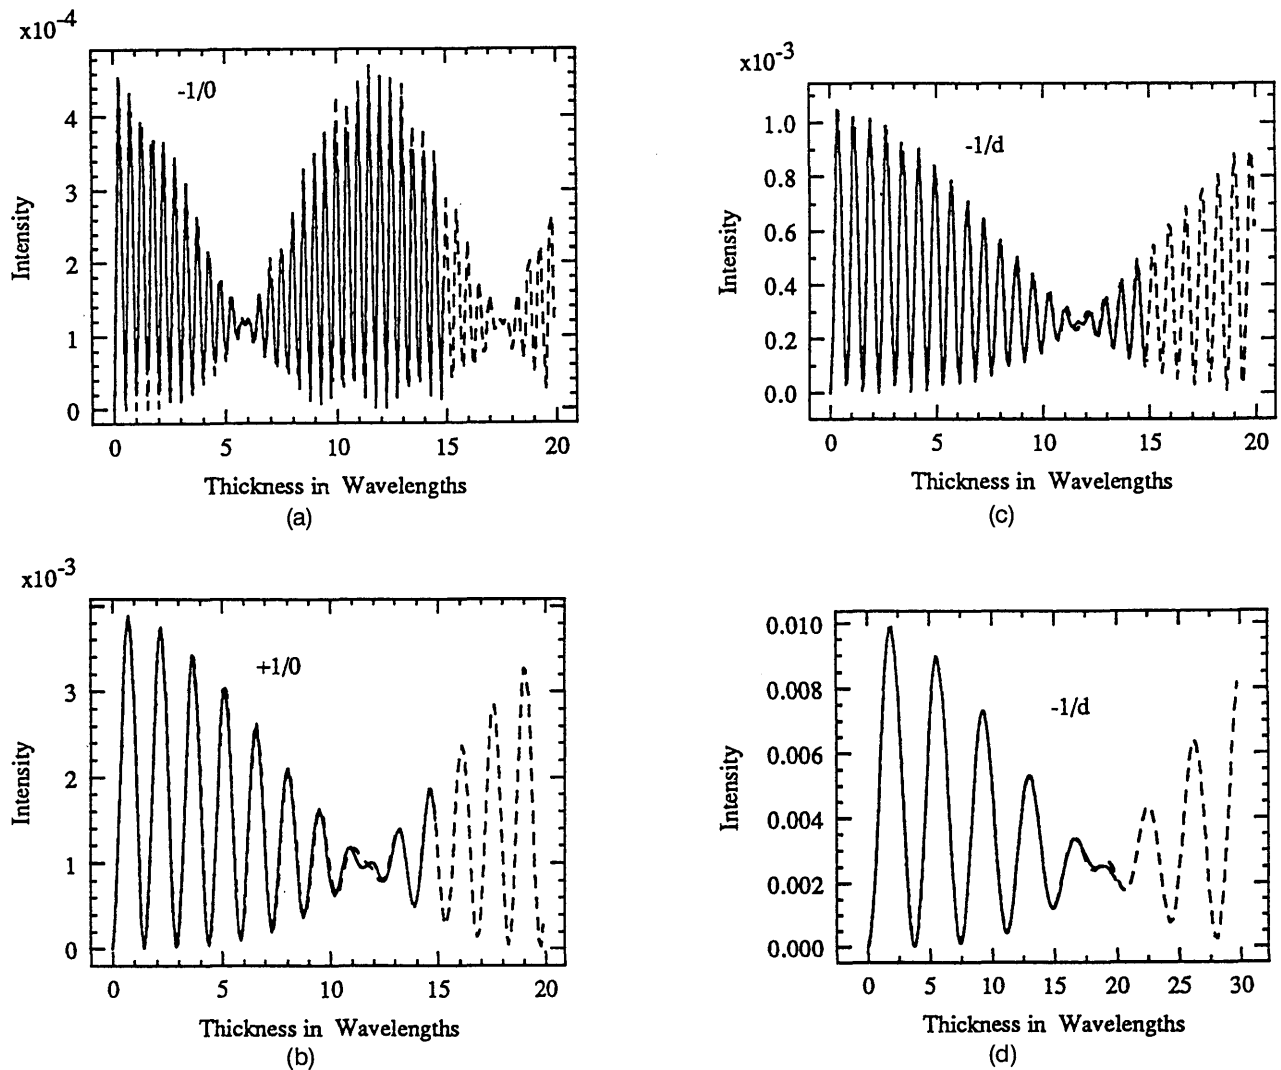 x10-4
-1/0
4
3
2
1
0
Intensity
0 5 10 15 20
Thickness in Wavelengths
(a)
x10-3
-1/d
1.0
0.8
0.6
0.4
0.2
0.0
Intensity
0 5 10 15 20
Thickness in Wavelengths
(c)
x10-3
+1/0
3
2
1
0
Intensity
0 5 10 15 20
Thickness in Wavelengths
(b)
0.010
-1/d
0.008
0.006
0.004
0.002
0.000
Intensity
0 5 10 15 20 25 30
Thickness in Wavelengths
(d)